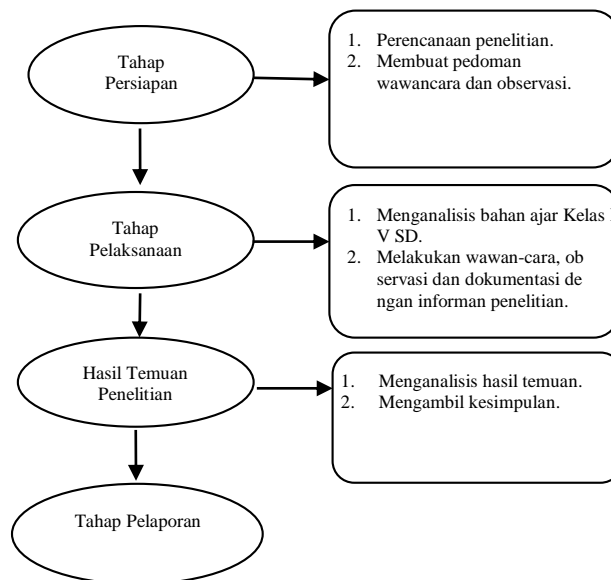 Tahap
Persiapan
1. Perencanaan penelitian.
2. Membuat pedoman
wawancara dan observasi.
Tahap
Pelaksanaan
1. Menganalisis bahan ajar Kelas I
V SD.
2. Melakukan wawan-cara, ob
servasi dan dokumentasi de
ngan informan penelitian.
Hasil Temuan
Penelitian
1. Menganalisis hasil temuan.
2. Mengambil kesimpulan.
Tahap Pelaporan